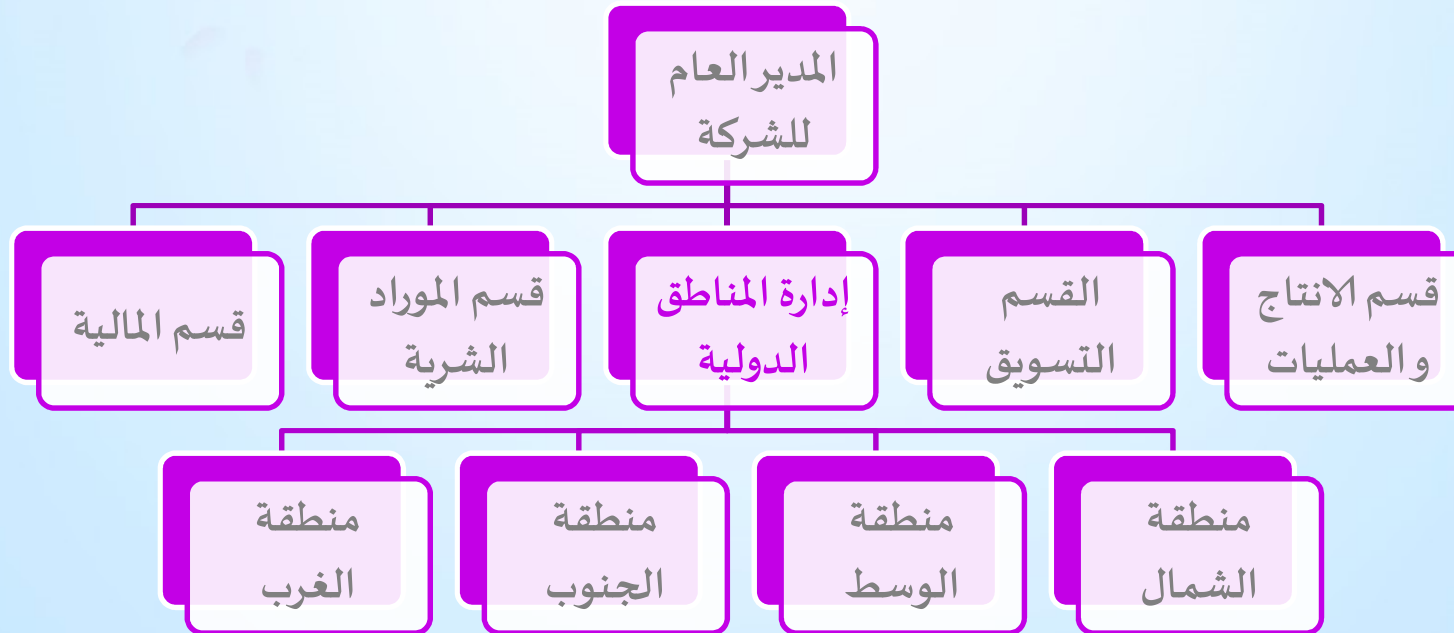 المدير العام
للشركة
قسم الانتاج
و العمليات
القسم
التسويق
إدارة المناطق
الدولية
قسم الموراد
الشرية
قسم المالية
منطقة
الشمال
منطقة
الوسط
منطقة
الجنوب
منطقة
الغرب